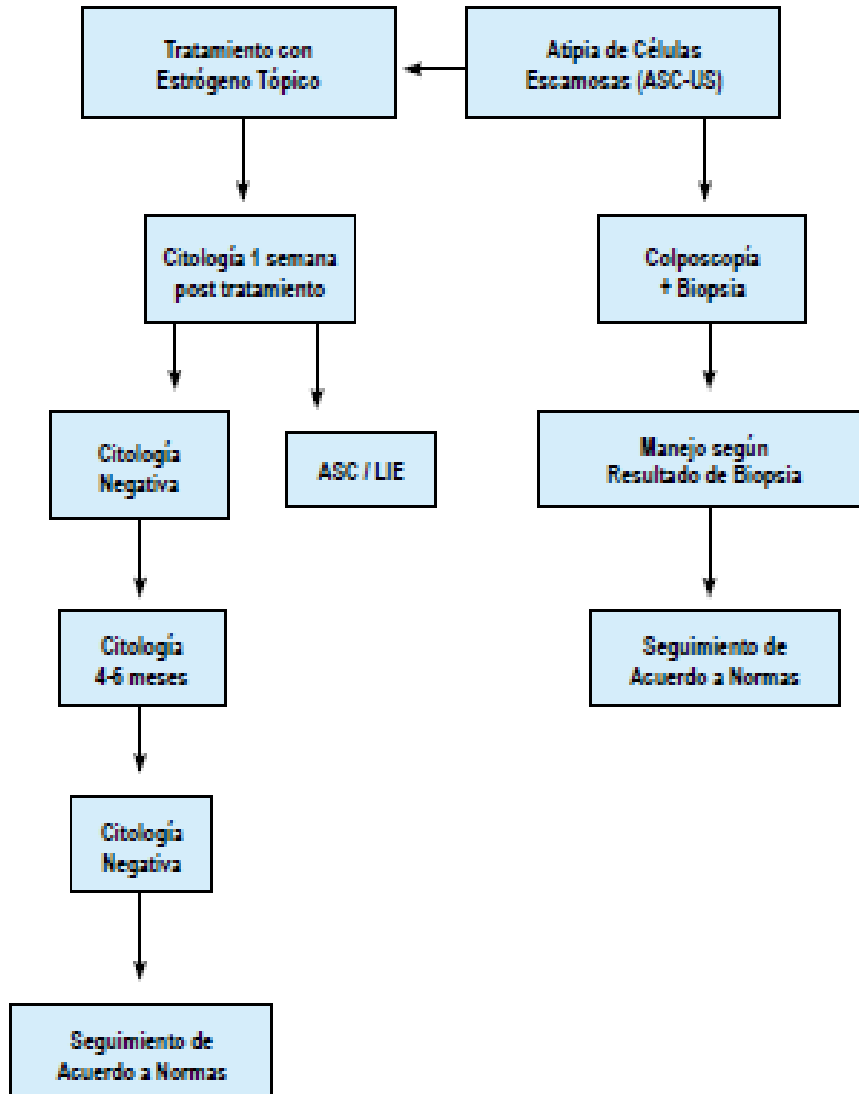 Tratamiento con
Estrógeno Tópico
Atipia de Células
Escamosas (ASC-US)
Citología 1 semana
post tratamiento
Colposcopía
+ Biopsia
Citología
Negativa
ASC / LIE
Manejo según
Resultado de Biopsia
Citología
4-6 meses
Seguimiento de
Acuerdo a Normas
Citología
Negativa
Seguimiento de
Acuerdo a Normas